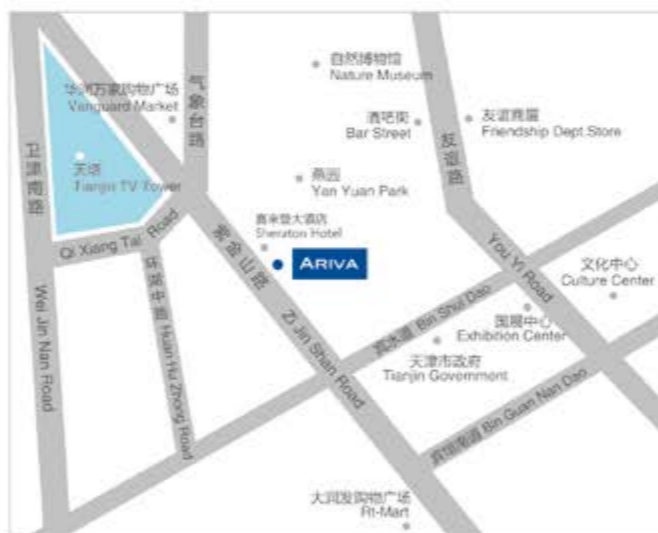 自然博物馆
Nature Museum
华润万家购物广场
Vanguard Market
气象台路
酒吧街
Bar Street
友谊商厦
Friendship Dept.Store
友谊路
卫津南路
天塔
Tianjin TV Tower
燕园
Yan Yuan Park
喜来登大酒店
Sheraton Hotel
ARIVA
Qi Xiang Tai Road
紫金山路
环湖中道 Huan Hu Zhong Road
Zi Jin Shan Road
Wei Jin Nan Road
You Yi Road
文化中心
Culture Center
国展中心
Exhibition Center
宾水道 Bin Shui Dao
天津市政府
Tianjin Government
宾馆南道 Bin Guan Nan Dao
大润发购物广场
Rt-Mart